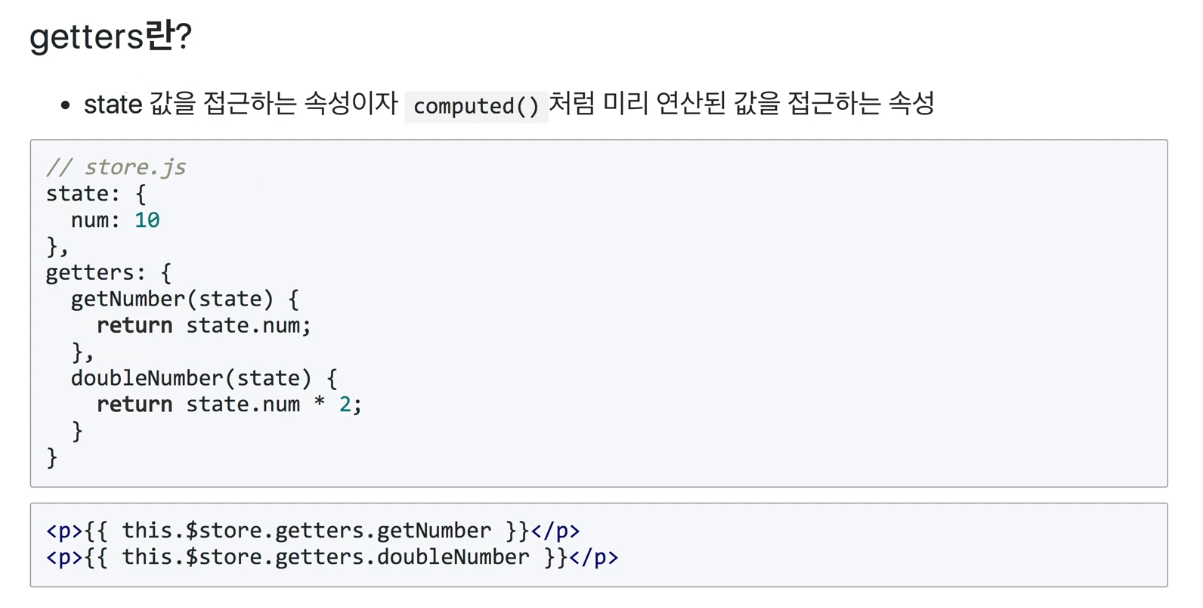 getters란?
• state 값을 접근하는 속성이자 computed() 처럼 미리 연산된 값을 접근하는 속성
// store.js
state: {
  num: 10
},
getters: {
  getNumber(state) {
    return state.num;
  },
  doubleNumber(state) {
    return state.num * 2;
  }
}
<p>{{ this.$store.getters.getNumber }}</p>
<p>{{ this.$store.getters.doubleNumber }}</p>